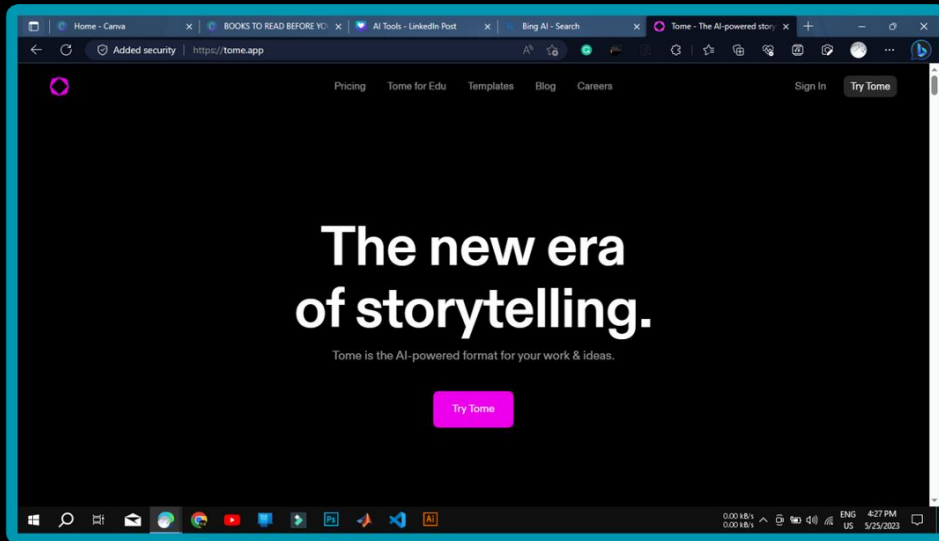 Home - Canva
BOOKS TO READ BEFORE YO
AI Tools - LinkedIn Post
Bing AI - Search
Tome - The AI-powered story
Added security
https://tome.app
Pricing
Tome for Edu
Templates
Blog
Careers
Sign In
Try Tome
The new era
of storytelling.
Tome is the AI-powered format for your work & ideas.
Try Tome
Ps
Ai
0.00 kB/s
0.00 kB/s
ENG
US
4:27 PM
5/25/2023